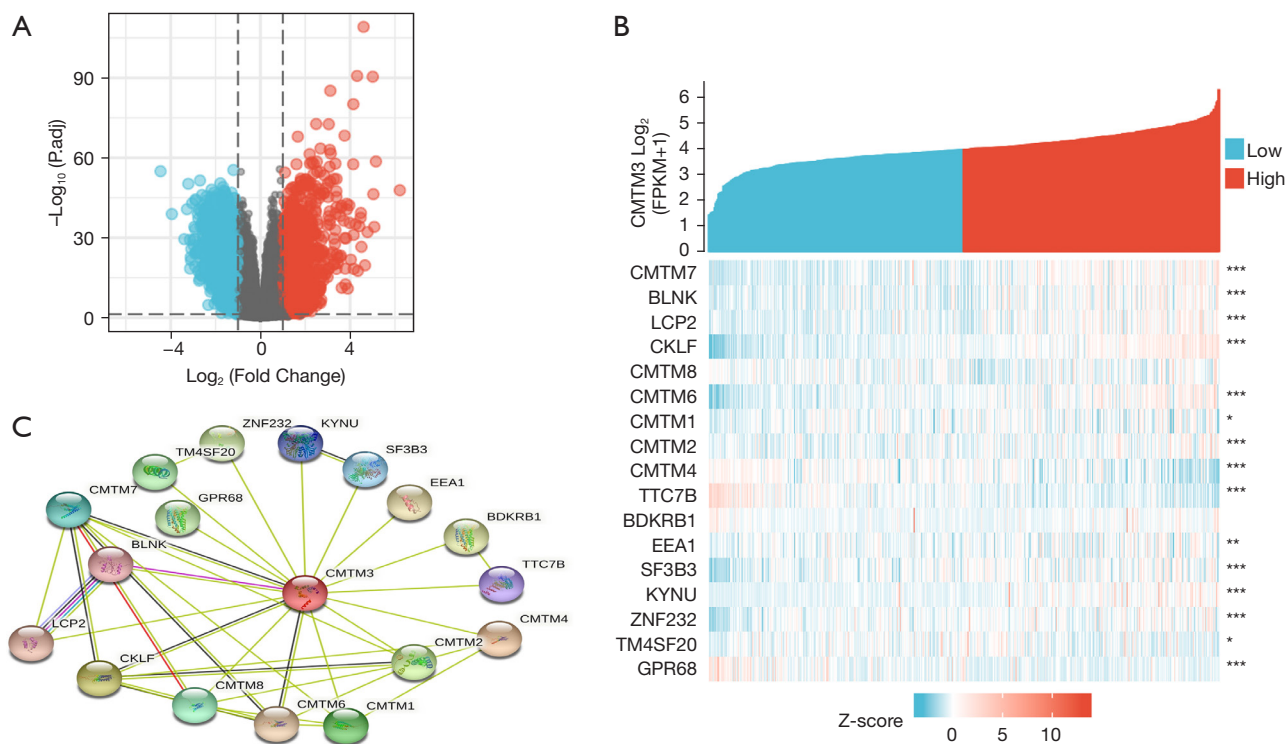 A
90
60
30
0
−Log₁₀ (P.adj)
−4
0
4
Log₂ (Fold Change)
B
6
5
4
3
2
1
0
CMTM3 Log₂
(FPKM+1)
Low
High
CMTM7 ***
BLNK ***
LCP2 ***
CKLF ***
CMTM8
CMTM6 ***
CMTM1 *
CMTM2 ***
CMTM4 ***
TTC7B ***
BDKRB1
EEA1 **
SF3B3 ***
KYNU ***
ZNF232 ***
TM4SF20 *
GPR68 ***
Z-score
0 5 10
C
ZNF232
KYNU
TM4SF20
SF3B3
CMTM7
GPR68
EEA1
BDKRB1
BLNK
CMTM3
TTC7B
LCP2
CMTM4
CMTM2
CKLF
CMTM8
CMTM6
CMTM1